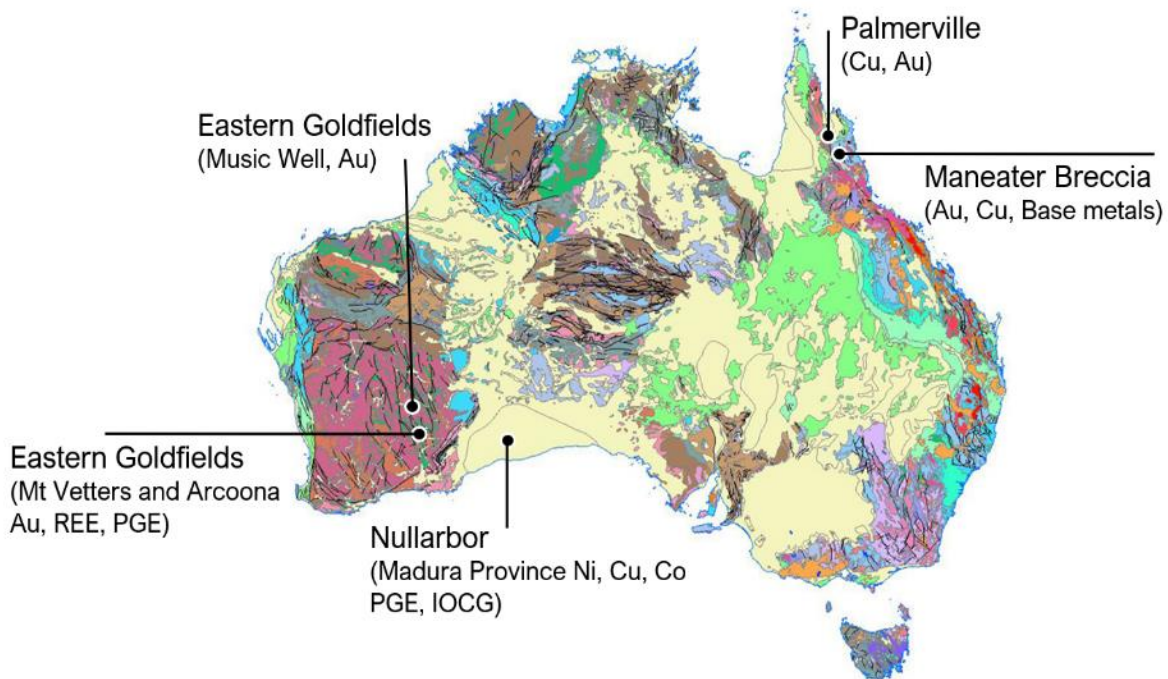 Palmerville
(Cu, Au)
Eastern Goldfields
(Music Well, Au)
Maneater Breccia
(Au, Cu, Base metals)
Eastern Goldfields
(Mt Vetters and Arcoona
Au, REE, PGE)
Nullarbor
(Madura Province Ni, Cu, Co
PGE, IOCG)